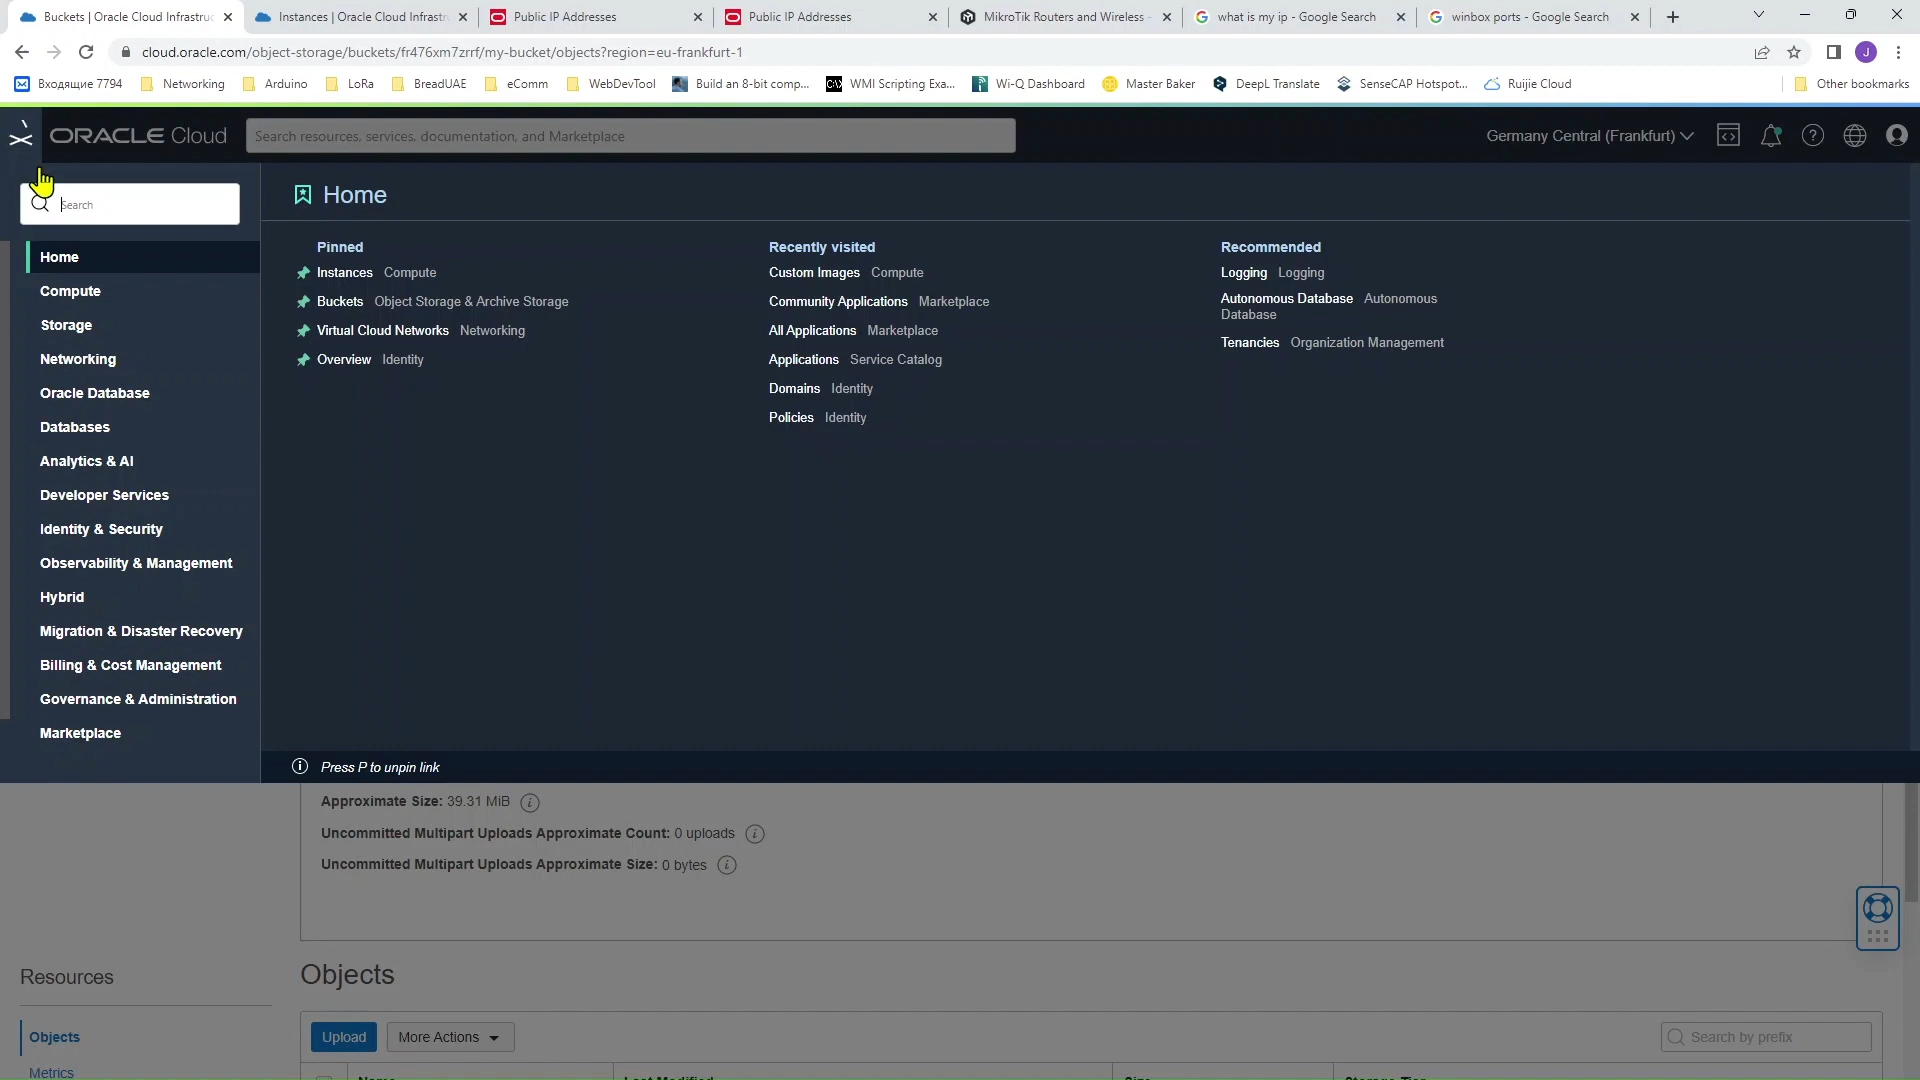 Buckets | Oracle Cloud Infrastruc
Instances | Oracle Cloud Infrastru
Public IP Addresses
Public IP Addresses
MikroTik Routers and Wireless -
what is my ip - Google Search
winbox ports - Google Search
cloud.oracle.com/object-storage/buckets/fr476xm7zrrf/my-bucket/objects?region=eu-frankfurt-1
J
Входящие 7794
Networking
Arduino
LoRa
BreadUAE
eComm
WebDevTool
Build an 8-bit comp...
WMI Scripting Exa...
Wi-Q Dashboard
Master Baker
DeepL Translate
SenseCAP Hotspot...
Ruijie Cloud
Other bookmarks
ORACLE Cloud
Search resources, services, documentation, and Marketplace
Germany Central (Frankfurt)
Search
Home
Compute
Storage
Networking
Oracle Database
Databases
Analytics & AI
Developer Services
Identity & Security
Observability & Management
Hybrid
Migration & Disaster Recovery
Billing & Cost Management
Governance & Administration
Marketplace
Home
Pinned
Instances Compute
Buckets Object Storage & Archive Storage
Virtual Cloud Networks Networking
Overview Identity
Recently visited
Custom Images Compute
Community Applications Marketplace
All Applications Marketplace
Applications Service Catalog
Domains Identity
Policies Identity
Recommended
Logging Logging
Autonomous Database Autonomous
Database
Tenancies Organization Management
Press P to unpin link
Approximate Size: 39.31 MiB
Uncommitted Multipart Uploads Approximate Count: 0 uploads
Uncommitted Multipart Uploads Approximate Size: 0 bytes
Resources
Objects
Metrics
Objects
Upload
More Actions
Search by prefix